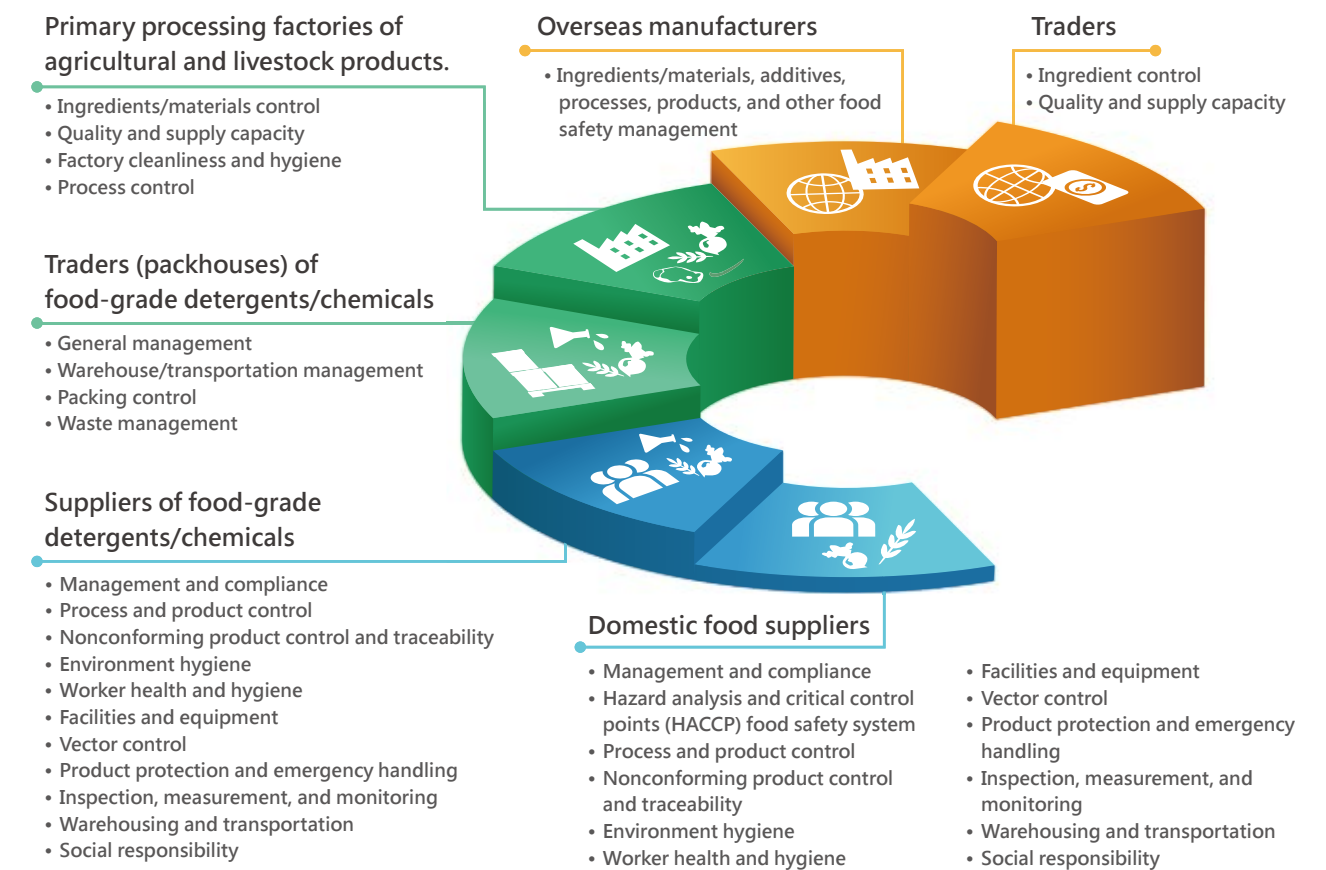 Primary processing factories of
agricultural and livestock products.
• Ingredients/materials control
• Quality and supply capacity
• Factory cleanliness and hygiene
• Process control
Overseas manufacturers
• Ingredients/materials, additives,
processes, products, and other food
safety management
Traders
• Ingredient control
• Quality and supply capacity
Traders (packhouses) of
food-grade detergents/chemicals
• General management
• Warehouse/transportation management
• Packing control
• Waste management
Suppliers of food-grade
detergents/chemicals
• Management and compliance
• Process and product control
• Nonconforming product control and traceability
• Environment hygiene
• Worker health and hygiene
• Facilities and equipment
• Vector control
• Product protection and emergency handling
• Inspection, measurement, and monitoring
• Warehousing and transportation
• Social responsibility
Domestic food suppliers
• Management and compliance
• Hazard analysis and critical control
points (HACCP) food safety system
• Process and product control
• Nonconforming product control
and traceability
• Environment hygiene
• Worker health and hygiene
• Facilities and equipment
• Vector control
• Product protection and emergency
handling
• Inspection, measurement, and
monitoring
• Warehousing and transportation
• Social responsibility